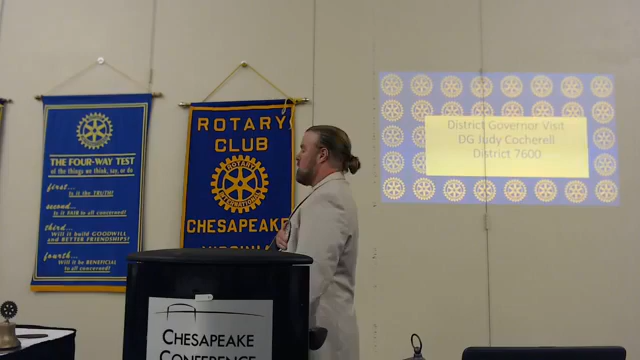 THE FOUR-WAY TEST
of the things we think, say, or do
first...
Is it the TRUTH?
second...
Is it FAIR to all concerned?
third...
Will it build GOODWILL
and BETTER FRIENDSHIPS?
fourth...
Will it be BENEFICIAL
to all concerned?
ROTARY
CLUB
ROTARY
INTERNATIONAL
CHESAPEAKE
VIRGINIA
District Governor Visit
DG Judy Cocherell
District 7600
CHESAPEAKE
CONFERENCE